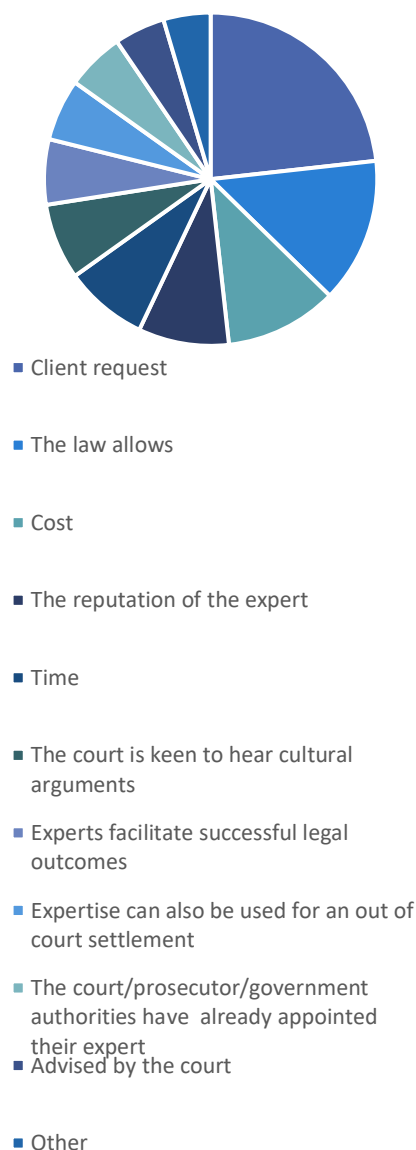 Client request
The law allows
Cost
The reputation of the expert
Time
The court is keen to hear cultural
arguments
Experts facilitate successful legal
outcomes
Expertise can also be used for an out of
court settlement
The court/prosecutor/government
authorities have  already appointed
their expert
Advised by the court
Other